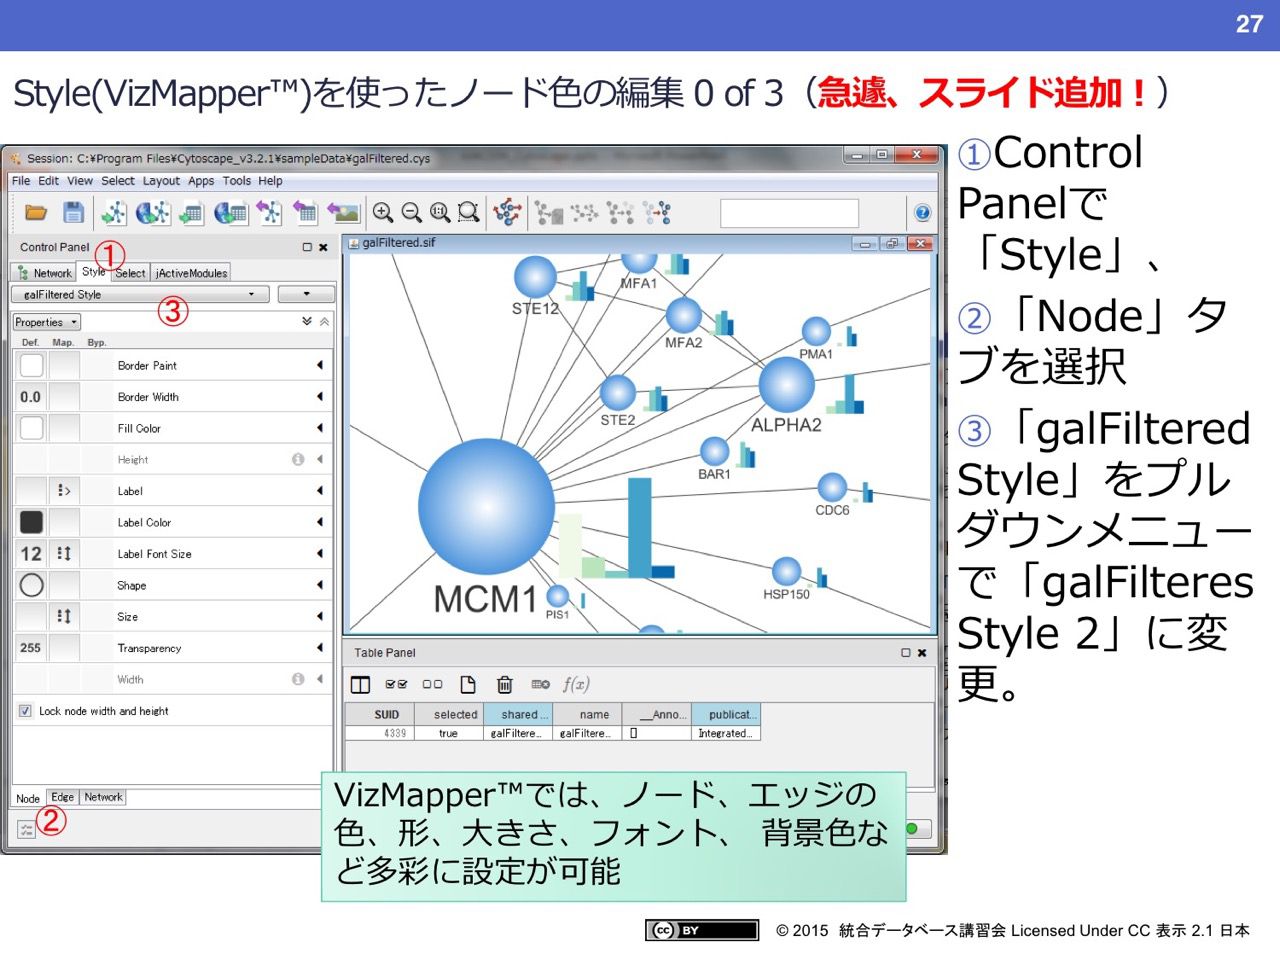 27
Style(VizMapper™)を使ったノード色の編集 0 of 3（急遽、スライド追加！）
Session: C:¥Program Files¥Cytoscape_v3.2.1¥sampleData¥galFiltered.cys
File Edit View Select Layout Apps Tools Help
Control Panel
①
Network Style Select jActiveModules
galFiltered Style
③
Properties
Def. Map. Byp.
Border Paint
0.0 Border Width
Fill Color
Height
Label
Label Color
12 Label Font Size
Shape
Size
255 Transparency
Width
Lock node width and height
Node Edge Network
②
galFiltered.sif
STE12
MFA1
MFA2
PMA1
STE2
ALPHA2
BAR1
CDC6
HSP150
MCM1
PIS1
Table Panel
f(x)
SUID selected shared ... name __Anno... publicat...
4339 true galFiltere... galFiltere... [] Integrated...
VizMapper™では、ノード、エッジの
色、形、大きさ、フォント、 背景色な
ど多彩に設定が可能
①Control
Panelで
「Style」、
②「Node」タ
ブを選択
③「galFiltered
Style」をプル
ダウンメニュー
で「galFilteres
Style 2」に変
更。
cc BY
© 2015 統合データベース講習会 Licensed Under CC 表示 2.1 日本